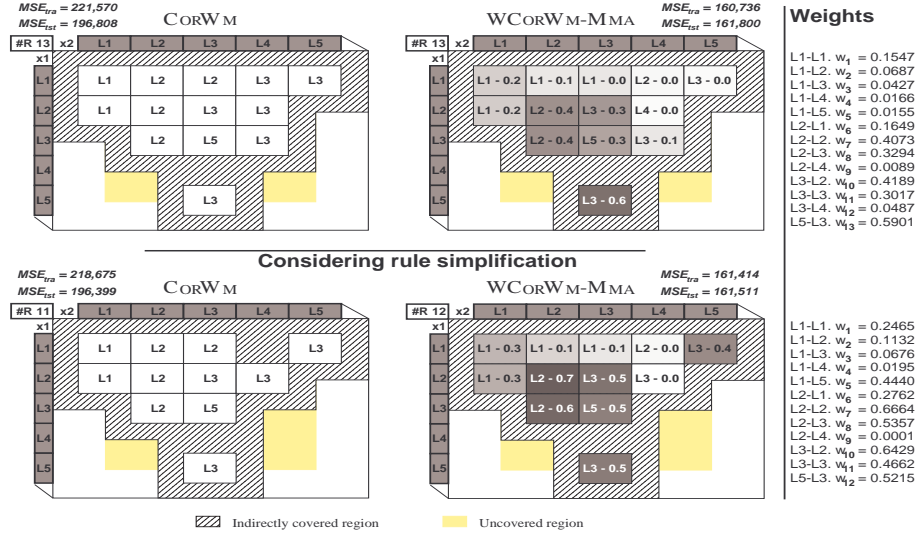 MSE_tra = 221,570
MSE_tst = 196,808
CORWM
WCORWM-MMA
MSE_tra = 160,736
MSE_tst = 161,800
Weights
#R 13 x2 L1 L2 L3 L4 L5
x1
L1 L1 L2 L2 L3 L3
L2 L1 L2 L3 L3
L3 L2 L3 L3
L4
L5 L3
#R 13 x2 L1 L2 L3 L4 L5
x1
L1 L1 - 0.2 L1 - 0.1 L1 - 0.0 L2 - 0.0 L3 - 0.0
L2 L1 - 0.2 L2 - 0.4 L3 - 0.3 L4 - 0.0
L3 L2 - 0.4 L5 - 0.3 L3 - 0.1
L4
L5 L3 - 0.6
L1-L1. w1 = 0.1547
L1-L2. w2 = 0.0687
L1-L3. w3 = 0.0427
L1-L4. w4 = 0.0166
L1-L5. w5 = 0.0155
L2-L1. w6 = 0.1649
L2-L2. w7 = 0.4073
L2-L3. w8 = 0.3294
L2-L4. w9 = 0.0089
L3-L2. w10 = 0.4189
L3-L3. w11 = 0.3017
L3-L4. w12 = 0.0487
L5-L3. w13 = 0.5901
Considering rule simplification
MSE_tra = 218,675
MSE_tst = 196,399
CORWM
WCORWM-MMA
MSE_tra = 161,414
MSE_tst = 161,511
#R 11 x2 L1 L2 L3 L4 L5
x1
L1 L1 L2 L2 L3
L2 L1 L2 L3 L3
L3 L2 L5
L4
L5 L3
#R 12 x2 L1 L2 L3 L4 L5
x1
L1 L1 - 0.3 L1 - 0.1 L1 - 0.1 L2 - 0.0 L3 - 0.4
L2 L1 - 0.3 L2 - 0.7 L3 - 0.5 L3 - 0.0
L3 L2 - 0.6 L5 - 0.5
L4
L5 L3 - 0.5
L1-L1. w1 = 0.2465
L1-L2. w2 = 0.1132
L1-L3. w3 = 0.0676
L1-L4. w4 = 0.0195
L1-L5. w5 = 0.4440
L2-L1. w6 = 0.2762
L2-L2. w7 = 0.6664
L2-L3. w8 = 0.5357
L2-L4. w9 = 0.0001
L3-L2. w10 = 0.6429
L3-L3. w11 = 0.4662
L5-L3. w12 = 0.5215
Indirectly covered region
Uncovered region